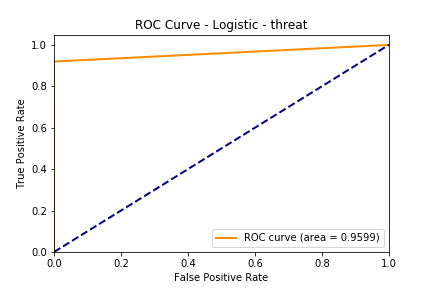 ROC Curve - Logistic - threat
True Positive Rate
1.0
0.8
0.6
0.4
0.2
0.0
ROC curve (area = 0.9599)
0.0 0.2 0.4 0.6 0.8 1.0
False Positive Rate